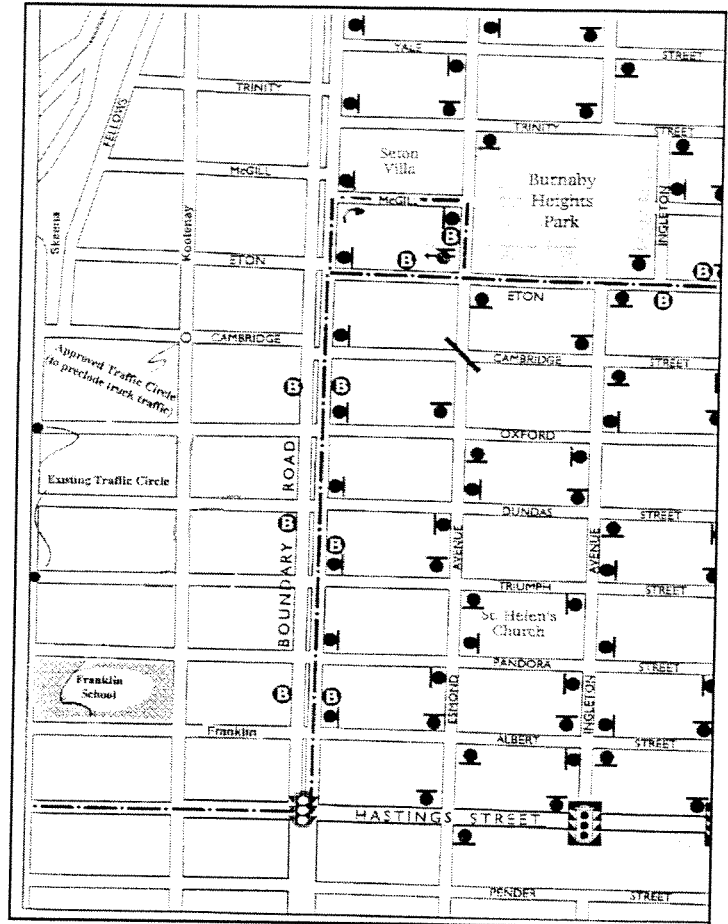 YALE
STREET
TRINITY
FELLOWS
TRINITY
STREET
Seton
Villa
McGILL
Burnaby
Heights
Park
McGILL
INGLETON
Skeena
Kootenay
B
ETON
B
B
ETON
B
CAMBRIDGE
CAMBRIDGE
STREET
Approved Traffic Circle
(to preclude truck traffic)
B
B
OXFORD
ROAD
Existing Traffic Circle
DUNDAS
STREET
B
B
AVENUE
AVENUE
BOUNDARY
TRIUMPH
STREET
St. Helen's
Church
PANDORA
STREET
Franklin
School
B
B
ESMOND
INGLETON
Franklin
ALBERT
STREET
HASTINGS STREET
PENDER
STREET